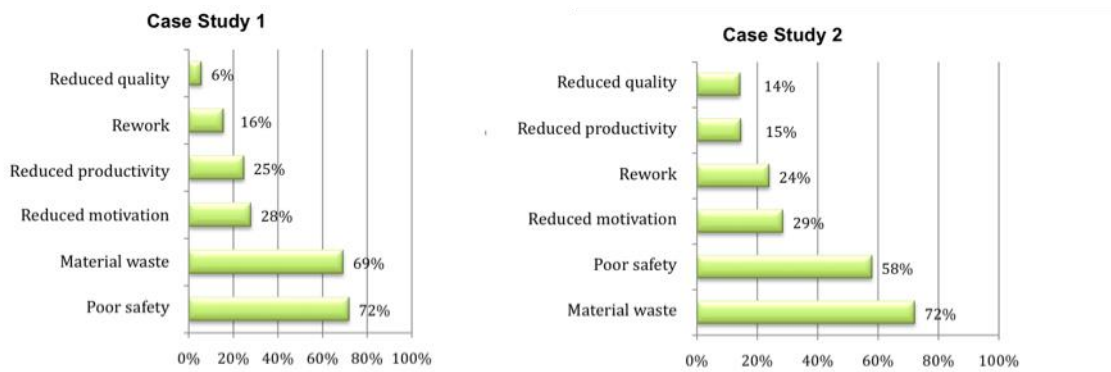 Case Study 1
Reduced quality 6%
Rework 16%
Reduced productivity 25%
Reduced motivation 28%
Material waste 69%
Poor safety 72%
0% 20% 40% 60% 80% 100%
Case Study 2
Reduced quality 14%
Reduced productivity 15%
Rework 24%
Reduced motivation 29%
Poor safety 58%
Material waste 72%
0% 20% 40% 60% 80% 100%